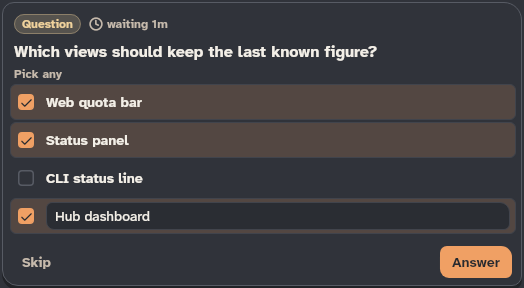 Question waiting 1m
Which views should keep the last known figure?
Pick any
Web quota bar
Status panel
CLI status line
Hub dashboard
Skip Answer